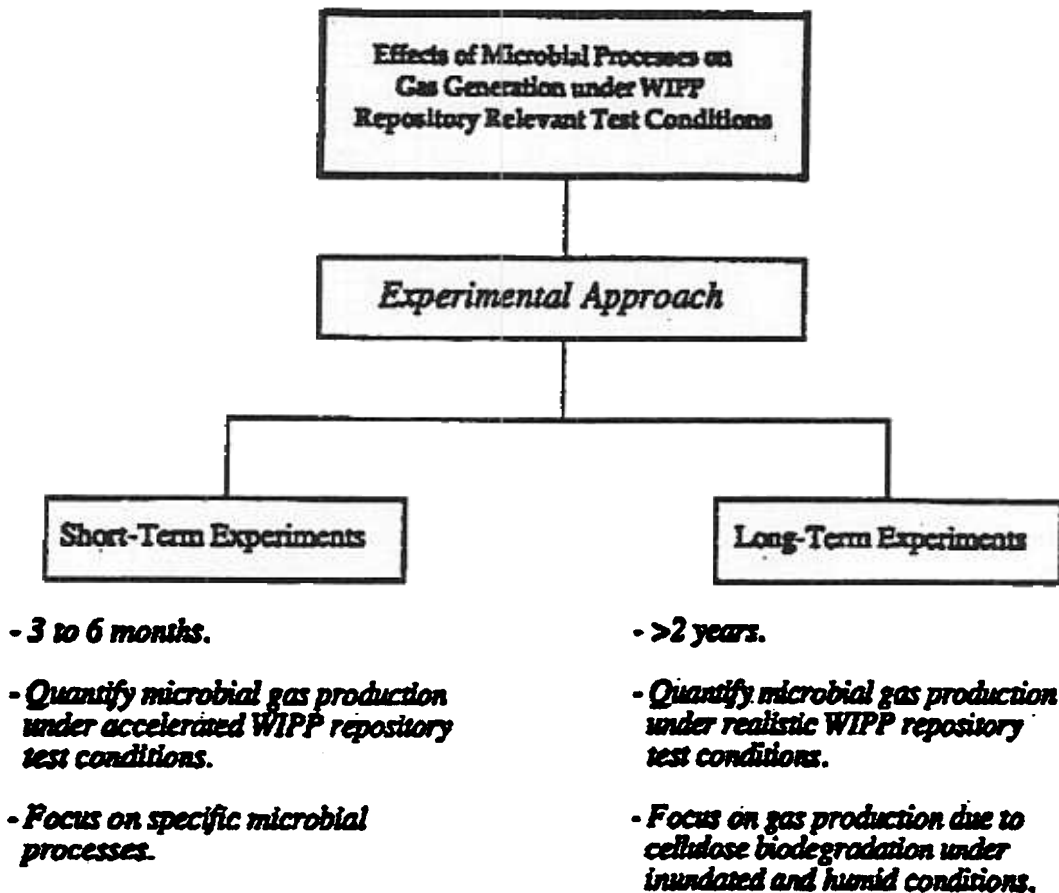 Effects of Microbial Processes on
Gas Generation under WIPP
Repository Relevant Test Conditions
Experimental Approach
Short-Term Experiments
- 3 to 6 months.
- Quantify microbial gas production
under accelerated WIPP repository
test conditions.
- Focus on specific microbial
processes.
Long-Term Experiments
- >2 years.
- Quantify microbial gas production
under realistic WIPP repository
test conditions.
- Focus on gas production due to
cellulose biodegradation under
inundated and humid conditions.